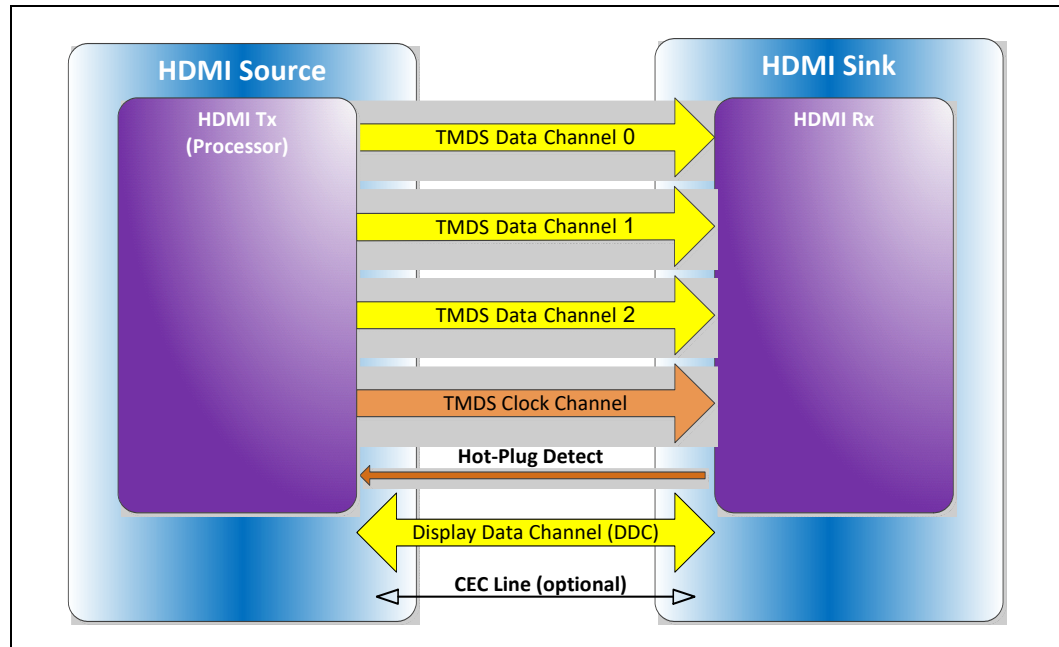 HDMI Source
HDMI Sink
HDMI Tx
(Processor)
HDMI Rx
TMDS Data Channel 0
TMDS Data Channel 1
TMDS Data Channel 2
TMDS Clock Channel
Hot-Plug Detect
Display Data Channel (DDC)
CEC Line (optional)